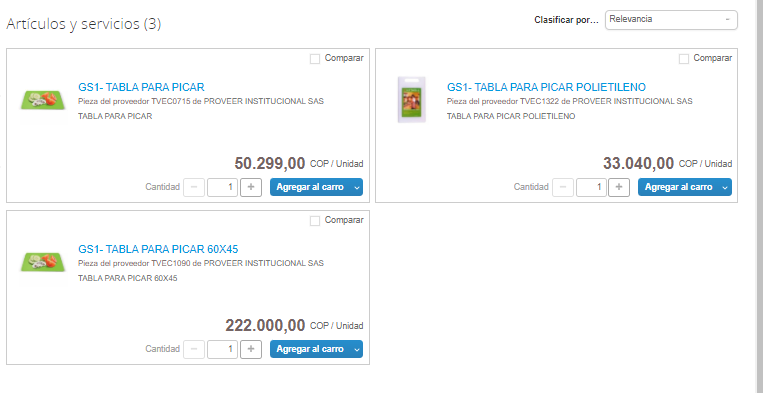 Artículos y servicios (3)
Clasificar por... Relevancia
Comparar
GS1- TABLA PARA PICAR
Pieza del proveedor TVEC0715 de PROVEER INSTITUCIONAL SAS
TABLA PARA PICAR
50.299,00 COP / Unidad
Cantidad − 1 + Agregar al carro
Comparar
GS1- TABLA PARA PICAR POLIETILENO
Pieza del proveedor TVEC1322 de PROVEER INSTITUCIONAL SAS
TABLA PARA PICAR POLIETILENO
33.040,00 COP / Unidad
Cantidad − 1 + Agregar al carro
Comparar
GS1- TABLA PARA PICAR 60X45
Pieza del proveedor TVEC1090 de PROVEER INSTITUCIONAL SAS
TABLA PARA PICAR 60X45
222.000,00 COP / Unidad
Cantidad − 1 + Agregar al carro